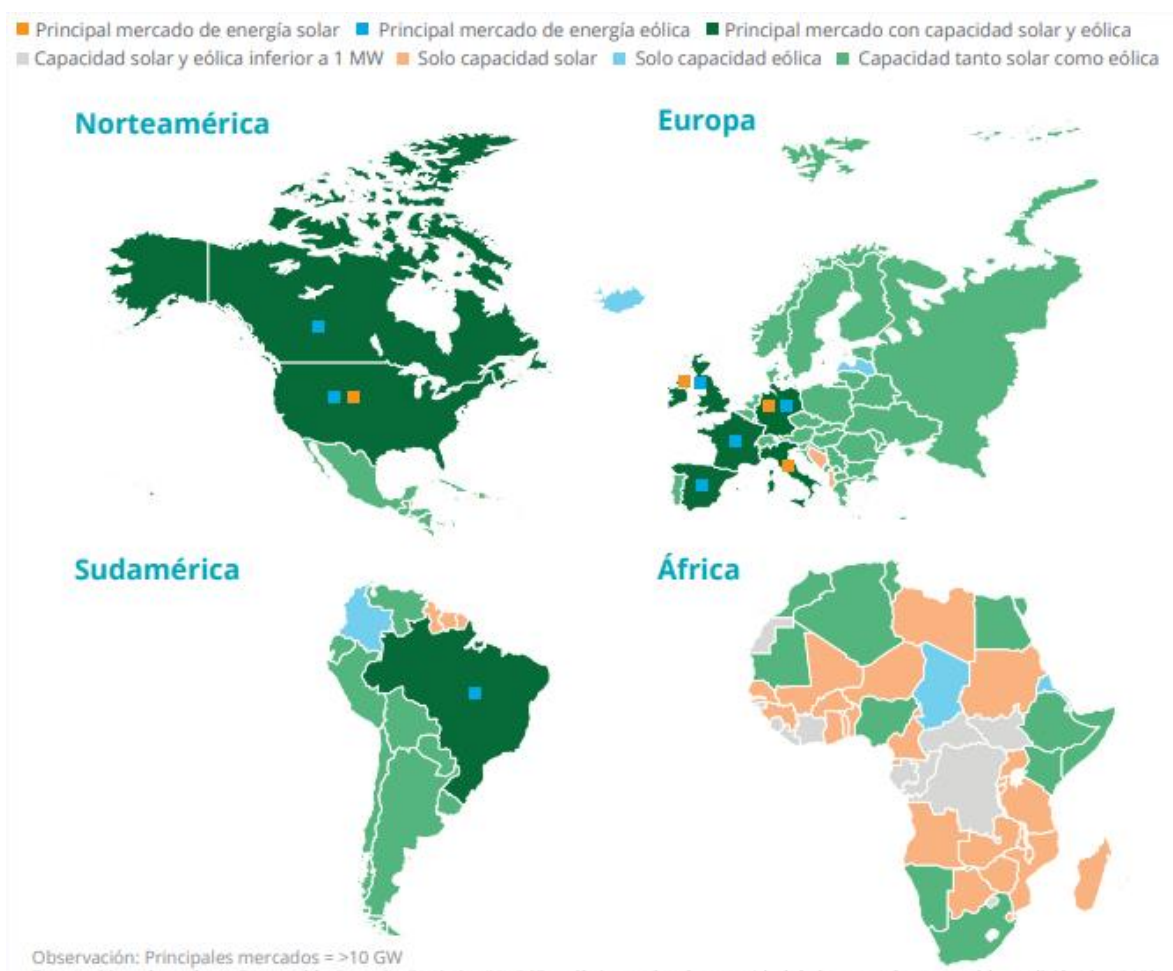 Principal mercado de energía solar Principal mercado de energía eólica Principal mercado con capacidad solar y eólica
Capacidad solar y eólica inferior a 1 MW Solo capacidad solar Solo capacidad eólica Capacidad tanto solar como eólica
Norteamérica
Europa
Sudamérica
África
Observación: Principales mercados = >10 GW